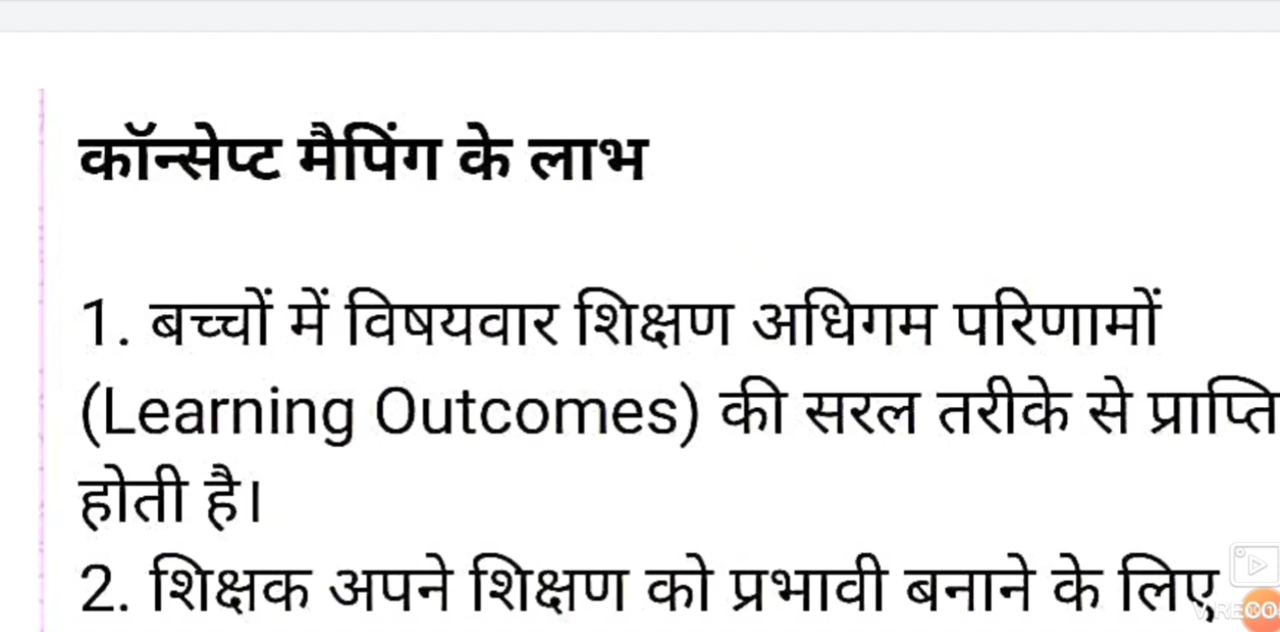 कॉन्सेप्ट मैपिंग के लाभ
1. बच्चों में विषयवार शिक्षण अधिगम परिणामों
(Learning Outcomes) की सरल तरीके से प्राप्ति
होती है।
2. शिक्षक अपने शिक्षण को प्रभावी बनाने के लिए